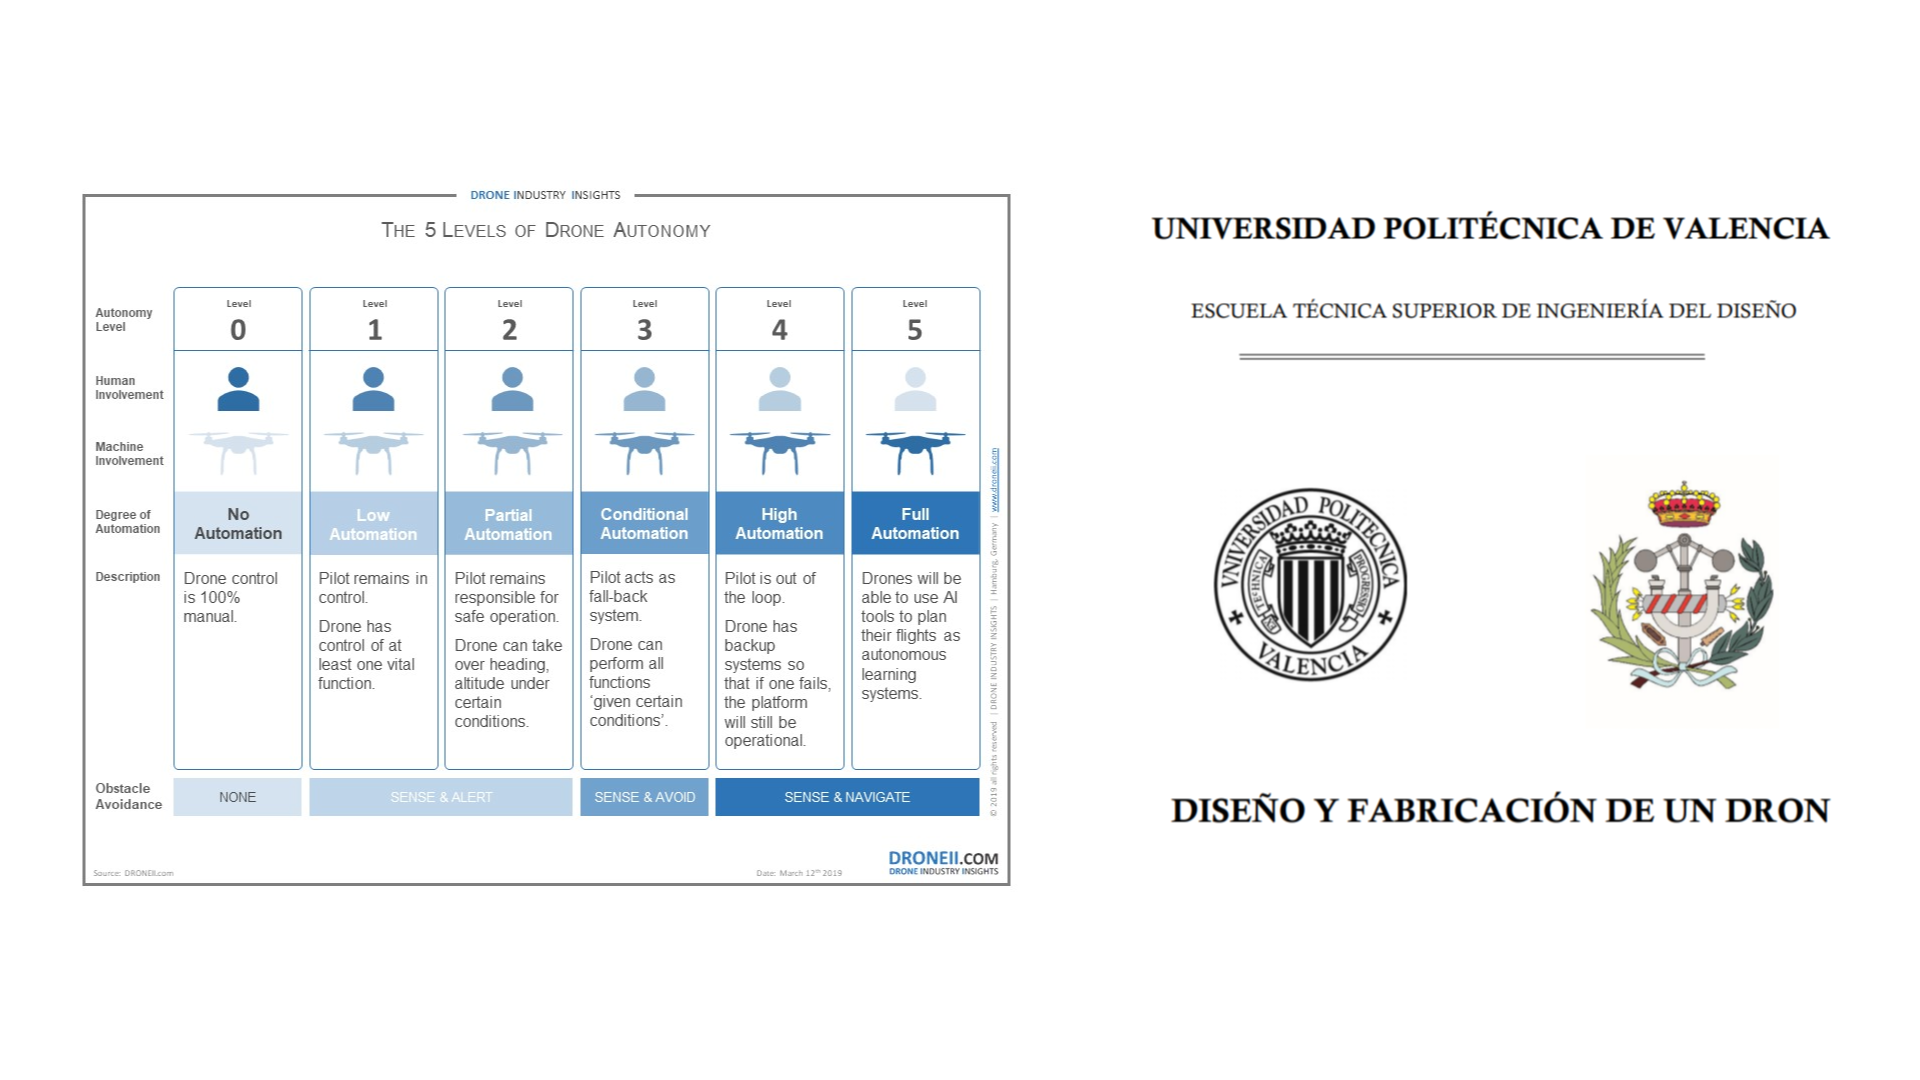 DRONE INDUSTRY INSIGHTS
THE 5 LEVELS OF DRONE AUTONOMY
Autonomy
Level
Level
0
Level
1
Level
2
Level
3
Level
4
Level
5
Human
Involvement
Machine
Involvement
Degree of
Automation
No
Automation
Low
Automation
Partial
Automation
Conditional
Automation
High
Automation
Full
Automation
Description
Drone control
is 100%
manual.
Pilot remains in
control.
Drone has
control of at
least one vital
function.
Pilot remains
responsible for
safe operation.
Drone can take
over heading,
altitude under
certain
conditions.
Pilot acts as
fall-back
system.
Drone can
perform all
functions
‘given certain
conditions’.
Pilot is out of
the loop.
Drone has
backup
systems so
that if one fails,
the platform
will still be
operational.
Drones will be
able to use AI
tools to plan
their flights as
autonomous
learning
systems.
Obstacle
Avoidance
NONE
SENSE & ALERT
SENSE & AVOID
SENSE & NAVIGATE
© 2019 all rights reserved | DRONE INDUSTRY INSIGHTS | Hamburg, Germany | www.droneii.com
Source: DRONEII.com
Date: March 12th 2019
DRONEII.COM
DRONE INDUSTRY INSIGHTS
UNIVERSIDAD POLITÉCNICA DE VALENCIA
ESCUELA TÉCNICA SUPERIOR DE INGENIERÍA DEL DISEÑO
VNIVERSIDAD POLITECNICA
TECHNICA
PROGRESSIO
VALENCIA
DISEÑO Y FABRICACIÓN DE UN DRON